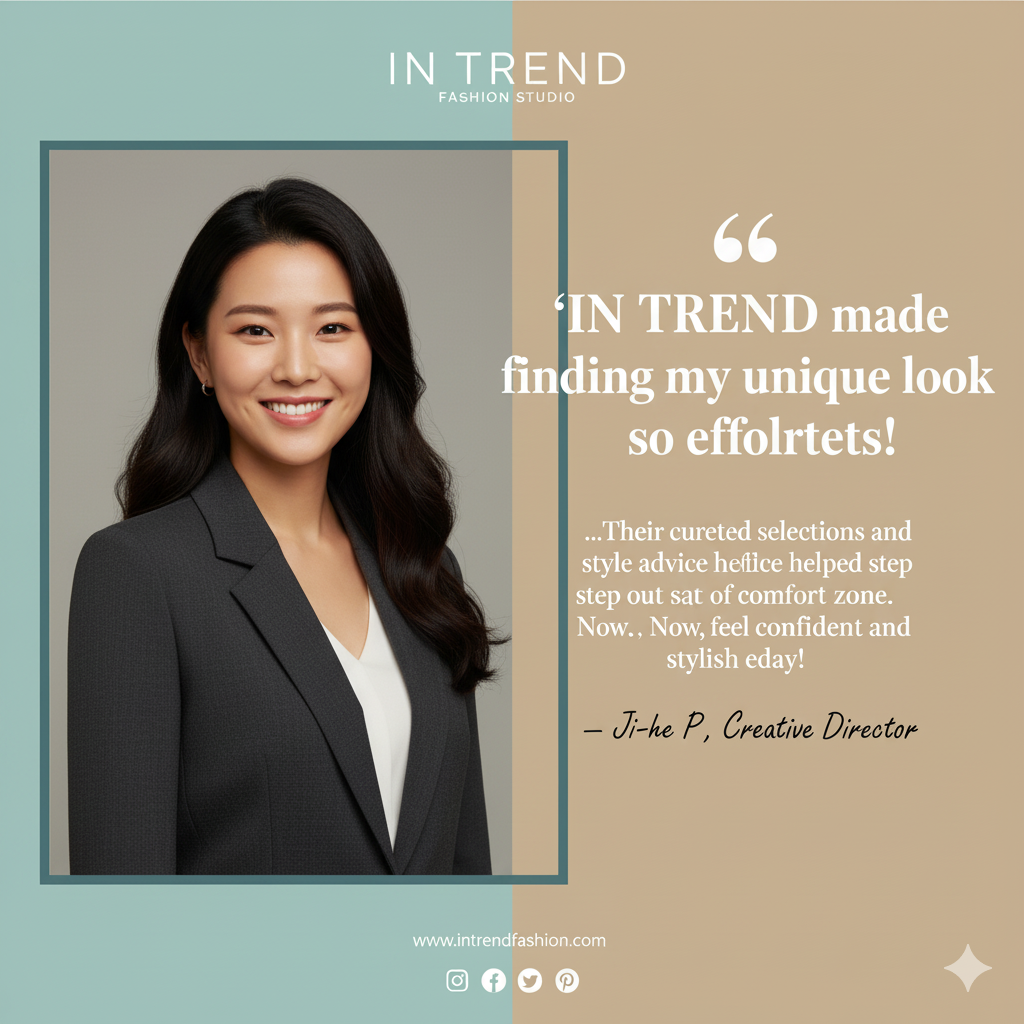 IN TREND
FASHION STUDIO
“
‘IN TREND made
finding my unique look
so effolrtets!
...Their cureted selections and
style advice helped step
step out sat of comfort zone.
Now., Now, feel confident and
stylish eday!
– Ji-he P, Creative Director
www.intrendfashion.com